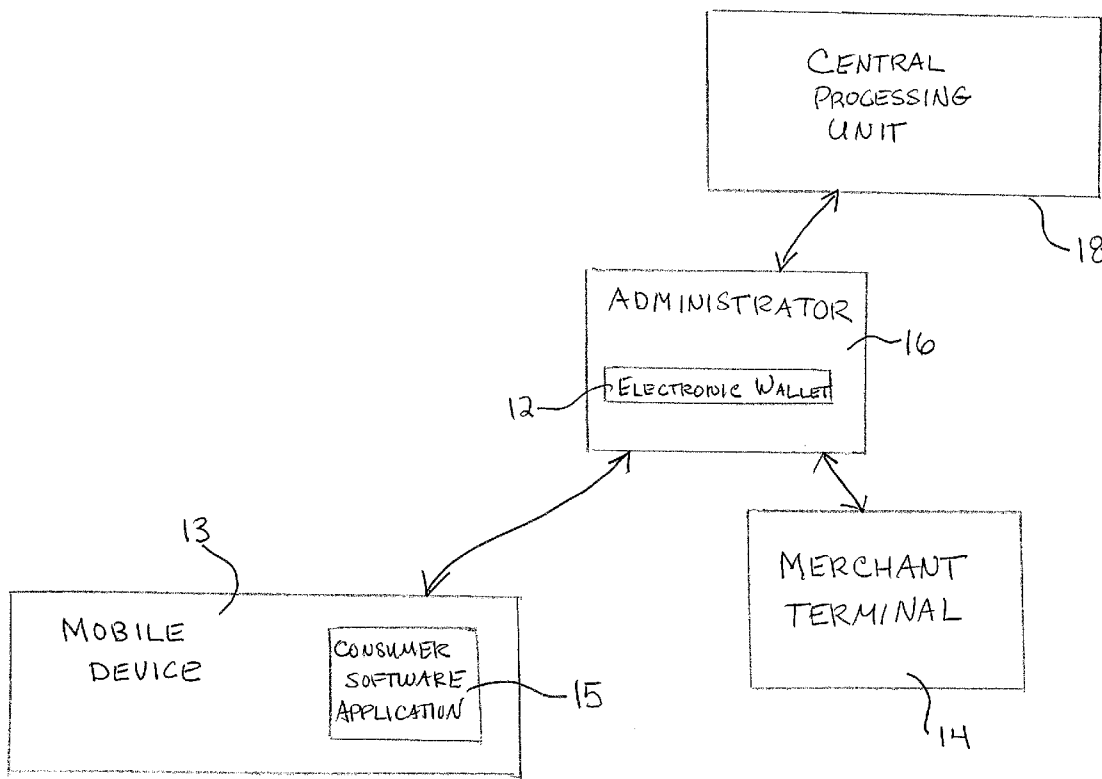 CENTRAL
PROCESSING
UNIT
18
ADMINISTRATOR
16
12
ELECTRONIC WALLET
13
MOBILE
DEVICE
CONSUMER
SOFTWARE
APPLICATION
15
MERCHANT
TERMINAL
14